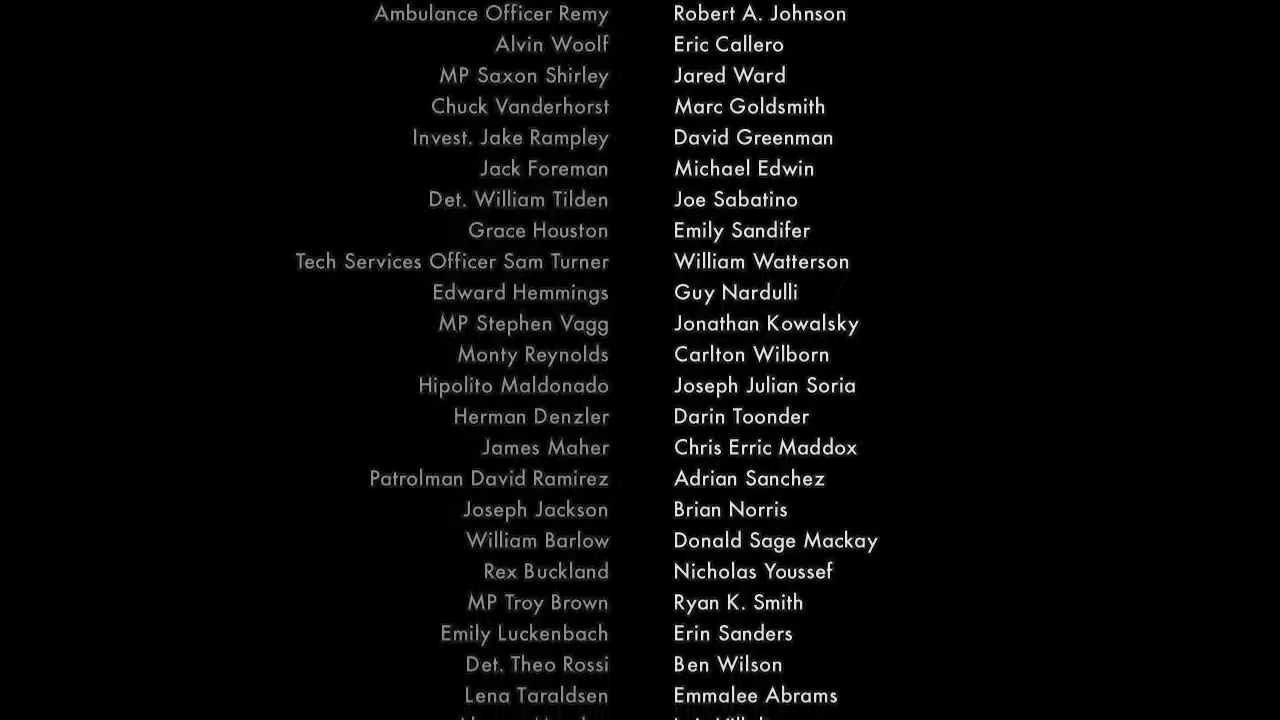 Ambulance Officer Remy Robert A. Johnson
Alvin Woolf Eric Callero
MP Saxon Shirley Jared Ward
Chuck Vanderhorst Marc Goldsmith
Invest. Jake Rampley David Greenman
Jack Foreman Michael Edwin
Det. William Tilden Joe Sabatino
Grace Houston Emily Sandifer
Tech Services Officer Sam Turner William Watterson
Edward Hemmings Guy Nardulli
MP Stephen Vagg Jonathan Kowalsky
Monty Reynolds Carlton Wilborn
Hipolito Maldonado Joseph Julian Soria
Herman Denzler Darin Toonder
James Maher Chris Erric Maddox
Patrolman David Ramirez Adrian Sanchez
Joseph Jackson Brian Norris
William Barlow Donald Sage Mackay
Rex Buckland Nicholas Youssef
MP Troy Brown Ryan K. Smith
Emily Luckenbach Erin Sanders
Det. Theo Rossi Ben Wilson
Lena Taraldsen Emmalee Abrams